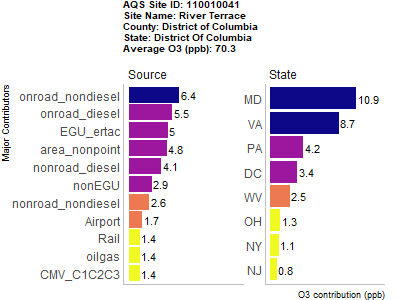 AQS Site ID: 110010041
Site Name: River Terrace
County: District of Columbia
State: District Of Columbia
Average O3 (ppb): 70.3
Major Contributors
Source
onroad_nondiesel 6.4
onroad_diesel 5.5
EGU_ertac 5
area_nonpoint 4.8
nonroad_diesel 4.1
nonEGU 2.9
nonroad_nondiesel 2.6
Airport 1.7
Rail 1.4
oilgas 1.4
CMV_C1C2C3 1.4
State
MD 10.9
VA 8.7
PA 4.2
DC 3.4
WV 2.5
OH 1.3
NY 1.1
NJ 0.8
O3 contribution (ppb)